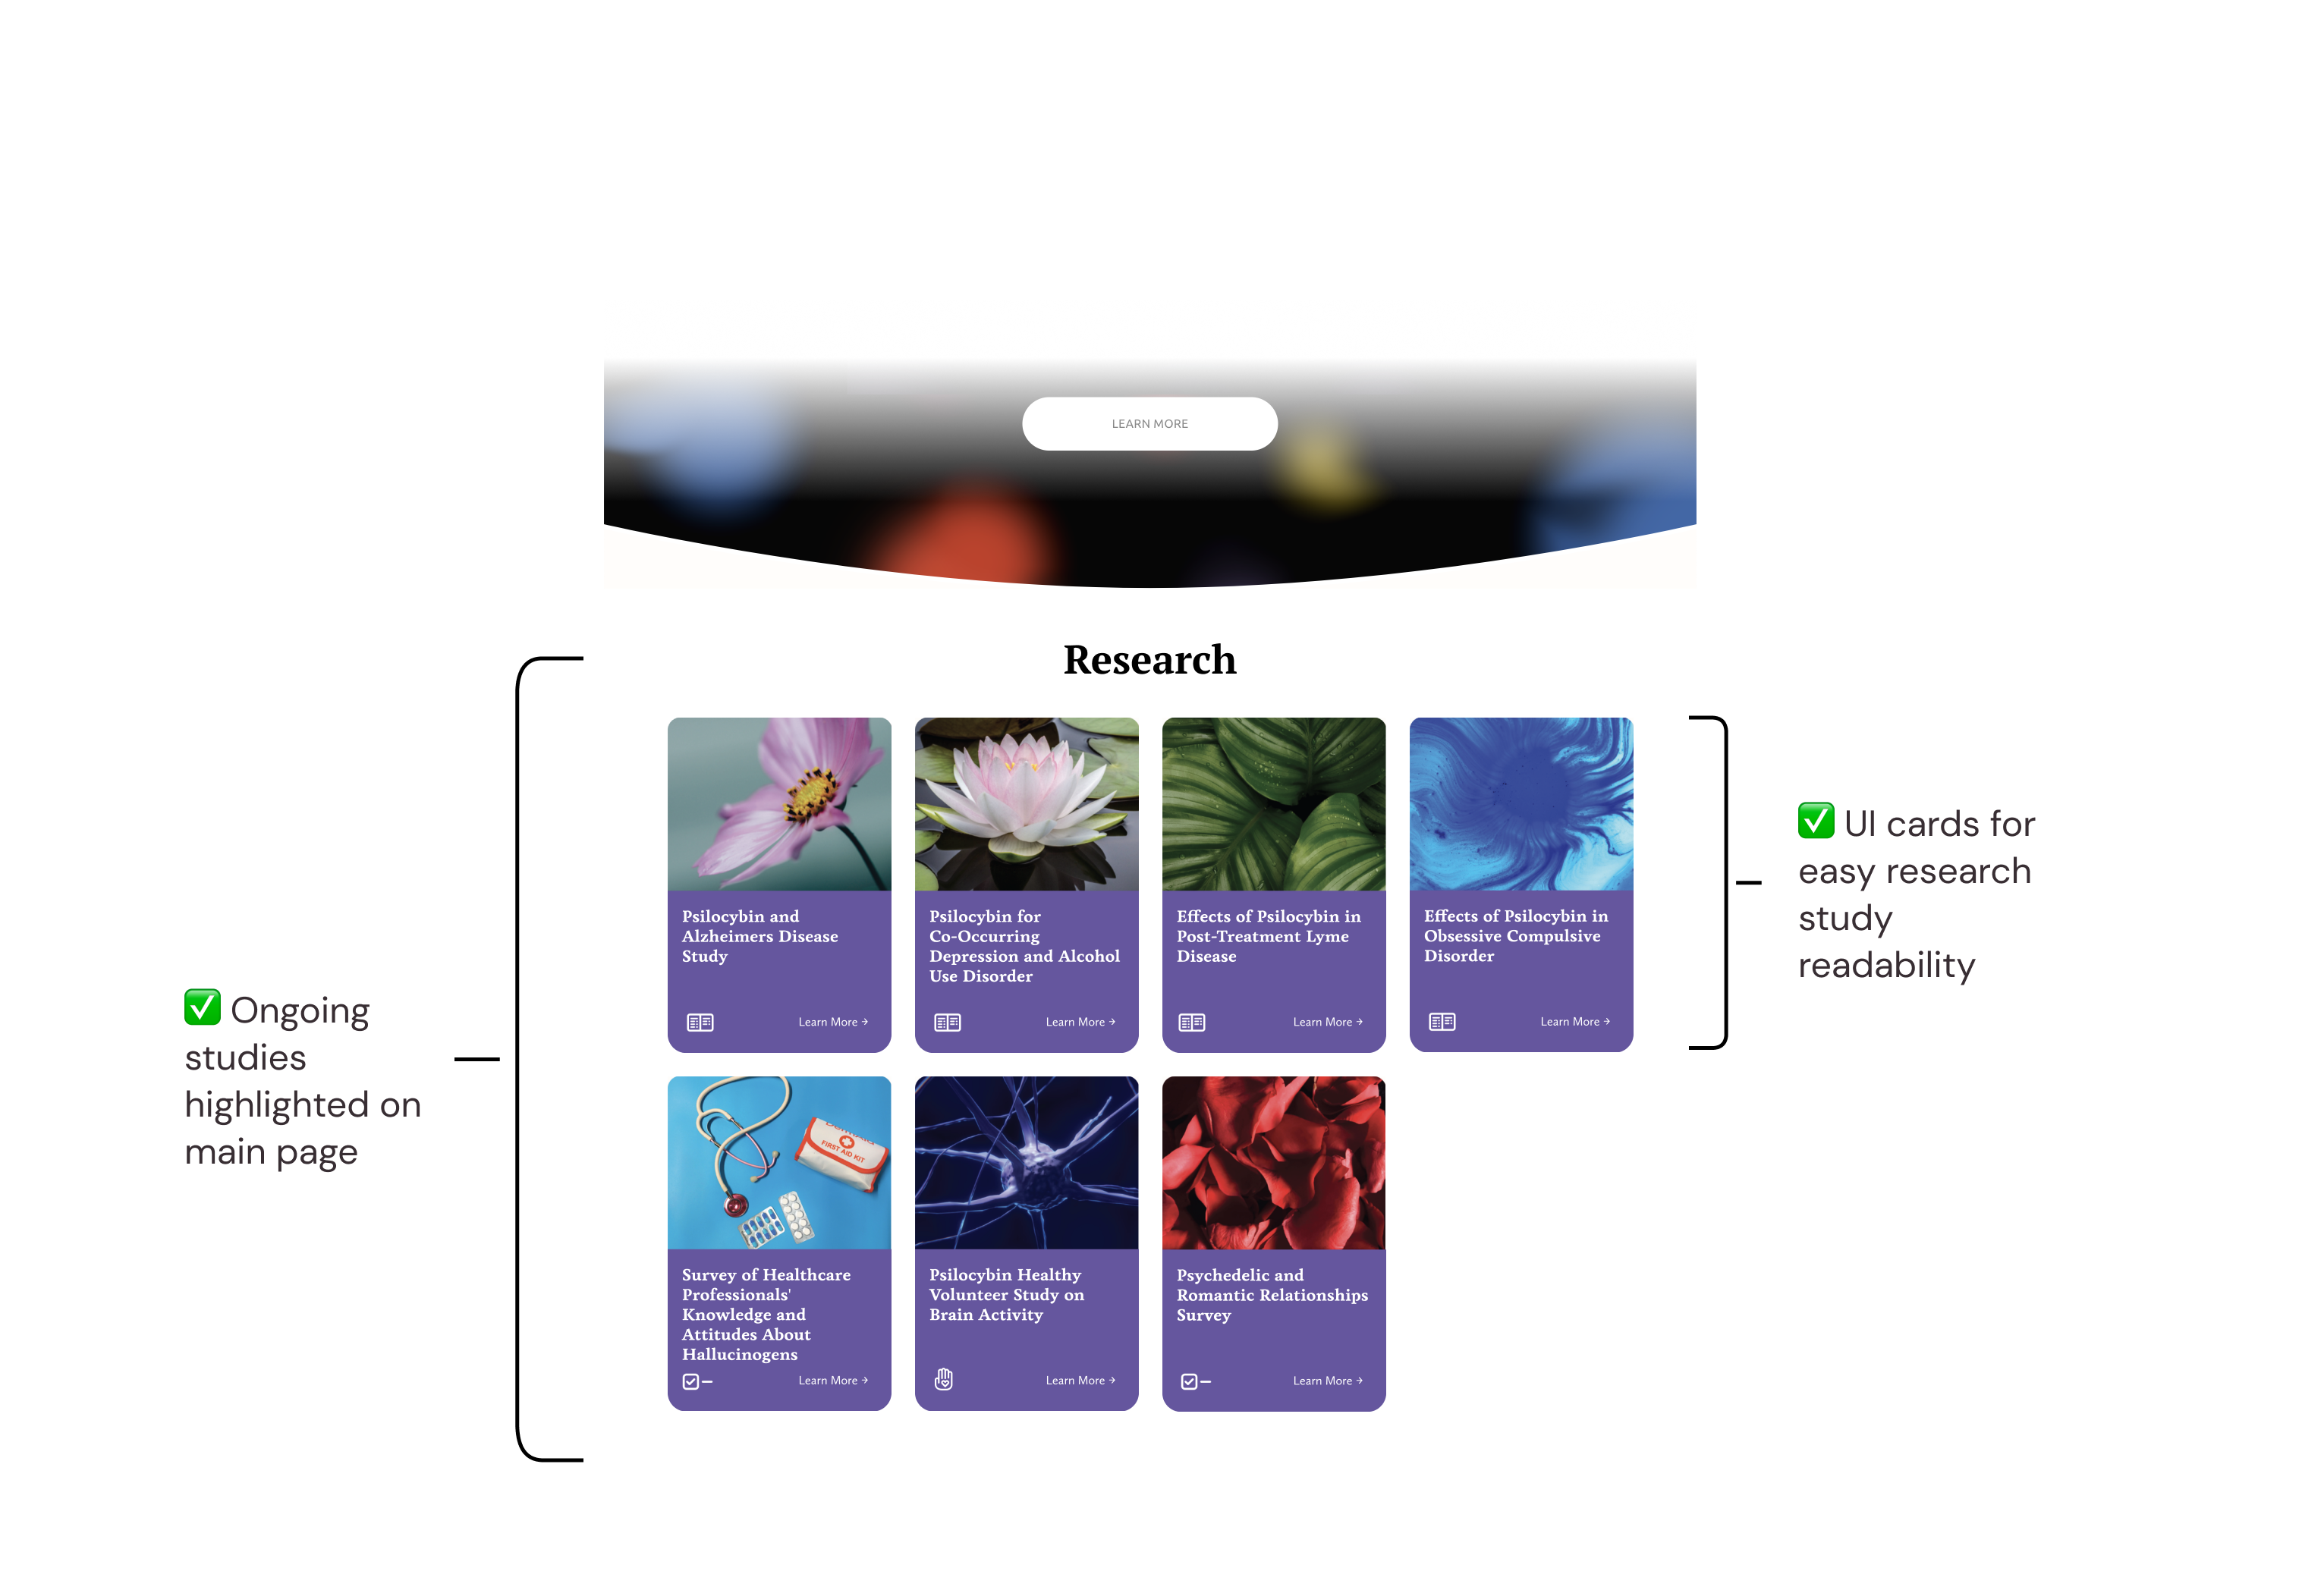 LEARN MORE
Research
✅ Ongoing
studies
highlighted on
main page
Psilocybin and
Alzheimers Disease
Study
Learn More →
Psilocybin for
Co-Occurring
Depression and Alcohol
Use Disorder
Learn More →
Effects of Psilocybin in
Post-Treatment Lyme
Disease
Learn More →
Effects of Psilocybin in
Obsessive Compulsive
Disorder
Learn More →
✅ UI cards for
easy research
study
readability
FIRST AID KIT
Survey of Healthcare
Professionals'
Knowledge and
Attitudes About
Hallucinogens
Learn More →
Psilocybin Healthy
Volunteer Study on
Brain Activity
Learn More →
Psychedelic and
Romantic Relationships
Survey
Learn More →